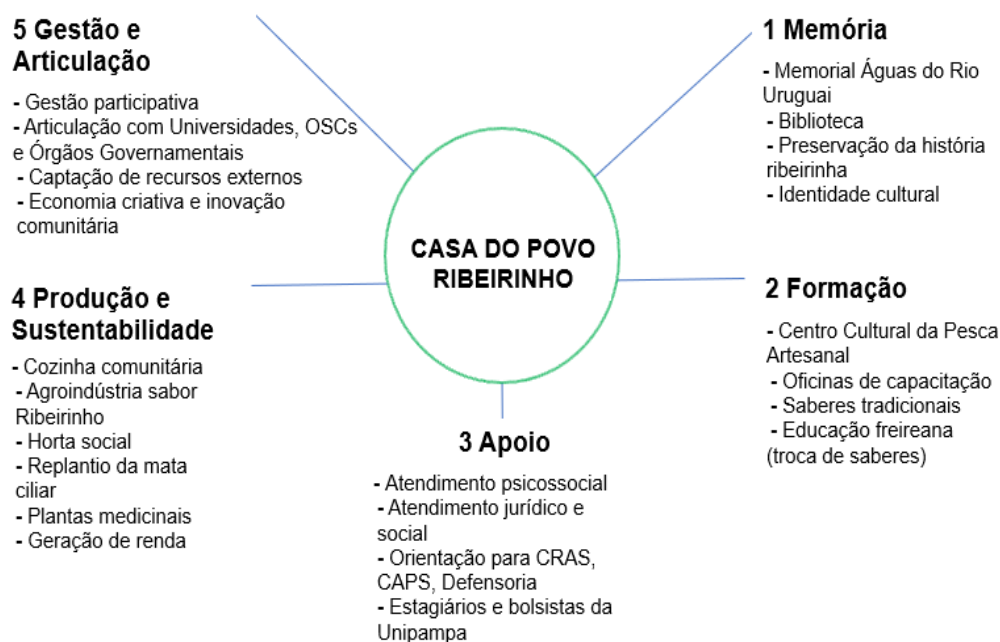 5 Gestão e
Articulação
- Gestão participativa
- Articulação com Universidades, OSCs
e Órgãos Governamentais
- Captação de recursos externos
- Economia criativa e inovação
comunitária
1 Memória
- Memorial Águas do Rio
Uruguai
- Biblioteca
- Preservação da história
ribeirinha
- Identidade cultural
CASA DO POVO
RIBEIRINHO
4 Produção e
Sustentabilidade
- Cozinha comunitária
- Agroindústria sabor
Ribeirinho
- Horta social
- Replantio da mata
ciliar
- Plantas medicinais
- Geração de renda
2 Formação
- Centro Cultural da Pesca
Artesanal
- Oficinas de capacitação
- Saberes tradicionais
- Educação freireana
(troca de saberes)
3 Apoio
- Atendimento psicossocial
- Atendimento jurídico e
social
- Orientação para CRAS,
CAPS, Defensoria
- Estagiários e bolsistas da
Unipampa